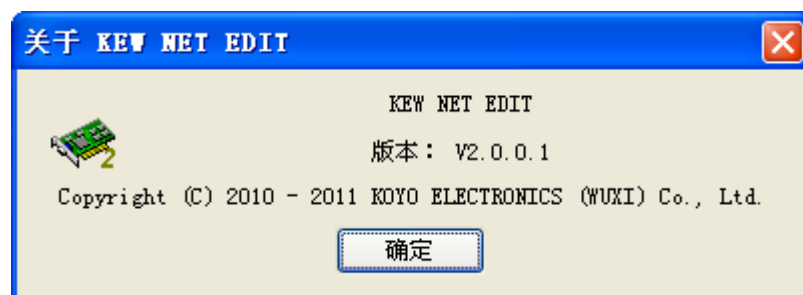 关于 KEW NET EDIT
KEW NET EDIT
版本： V2.0.0.1
2
Copyright (C) 2010 - 2011 KOYO ELECTRONICS (WUXI) Co., Ltd.
确定